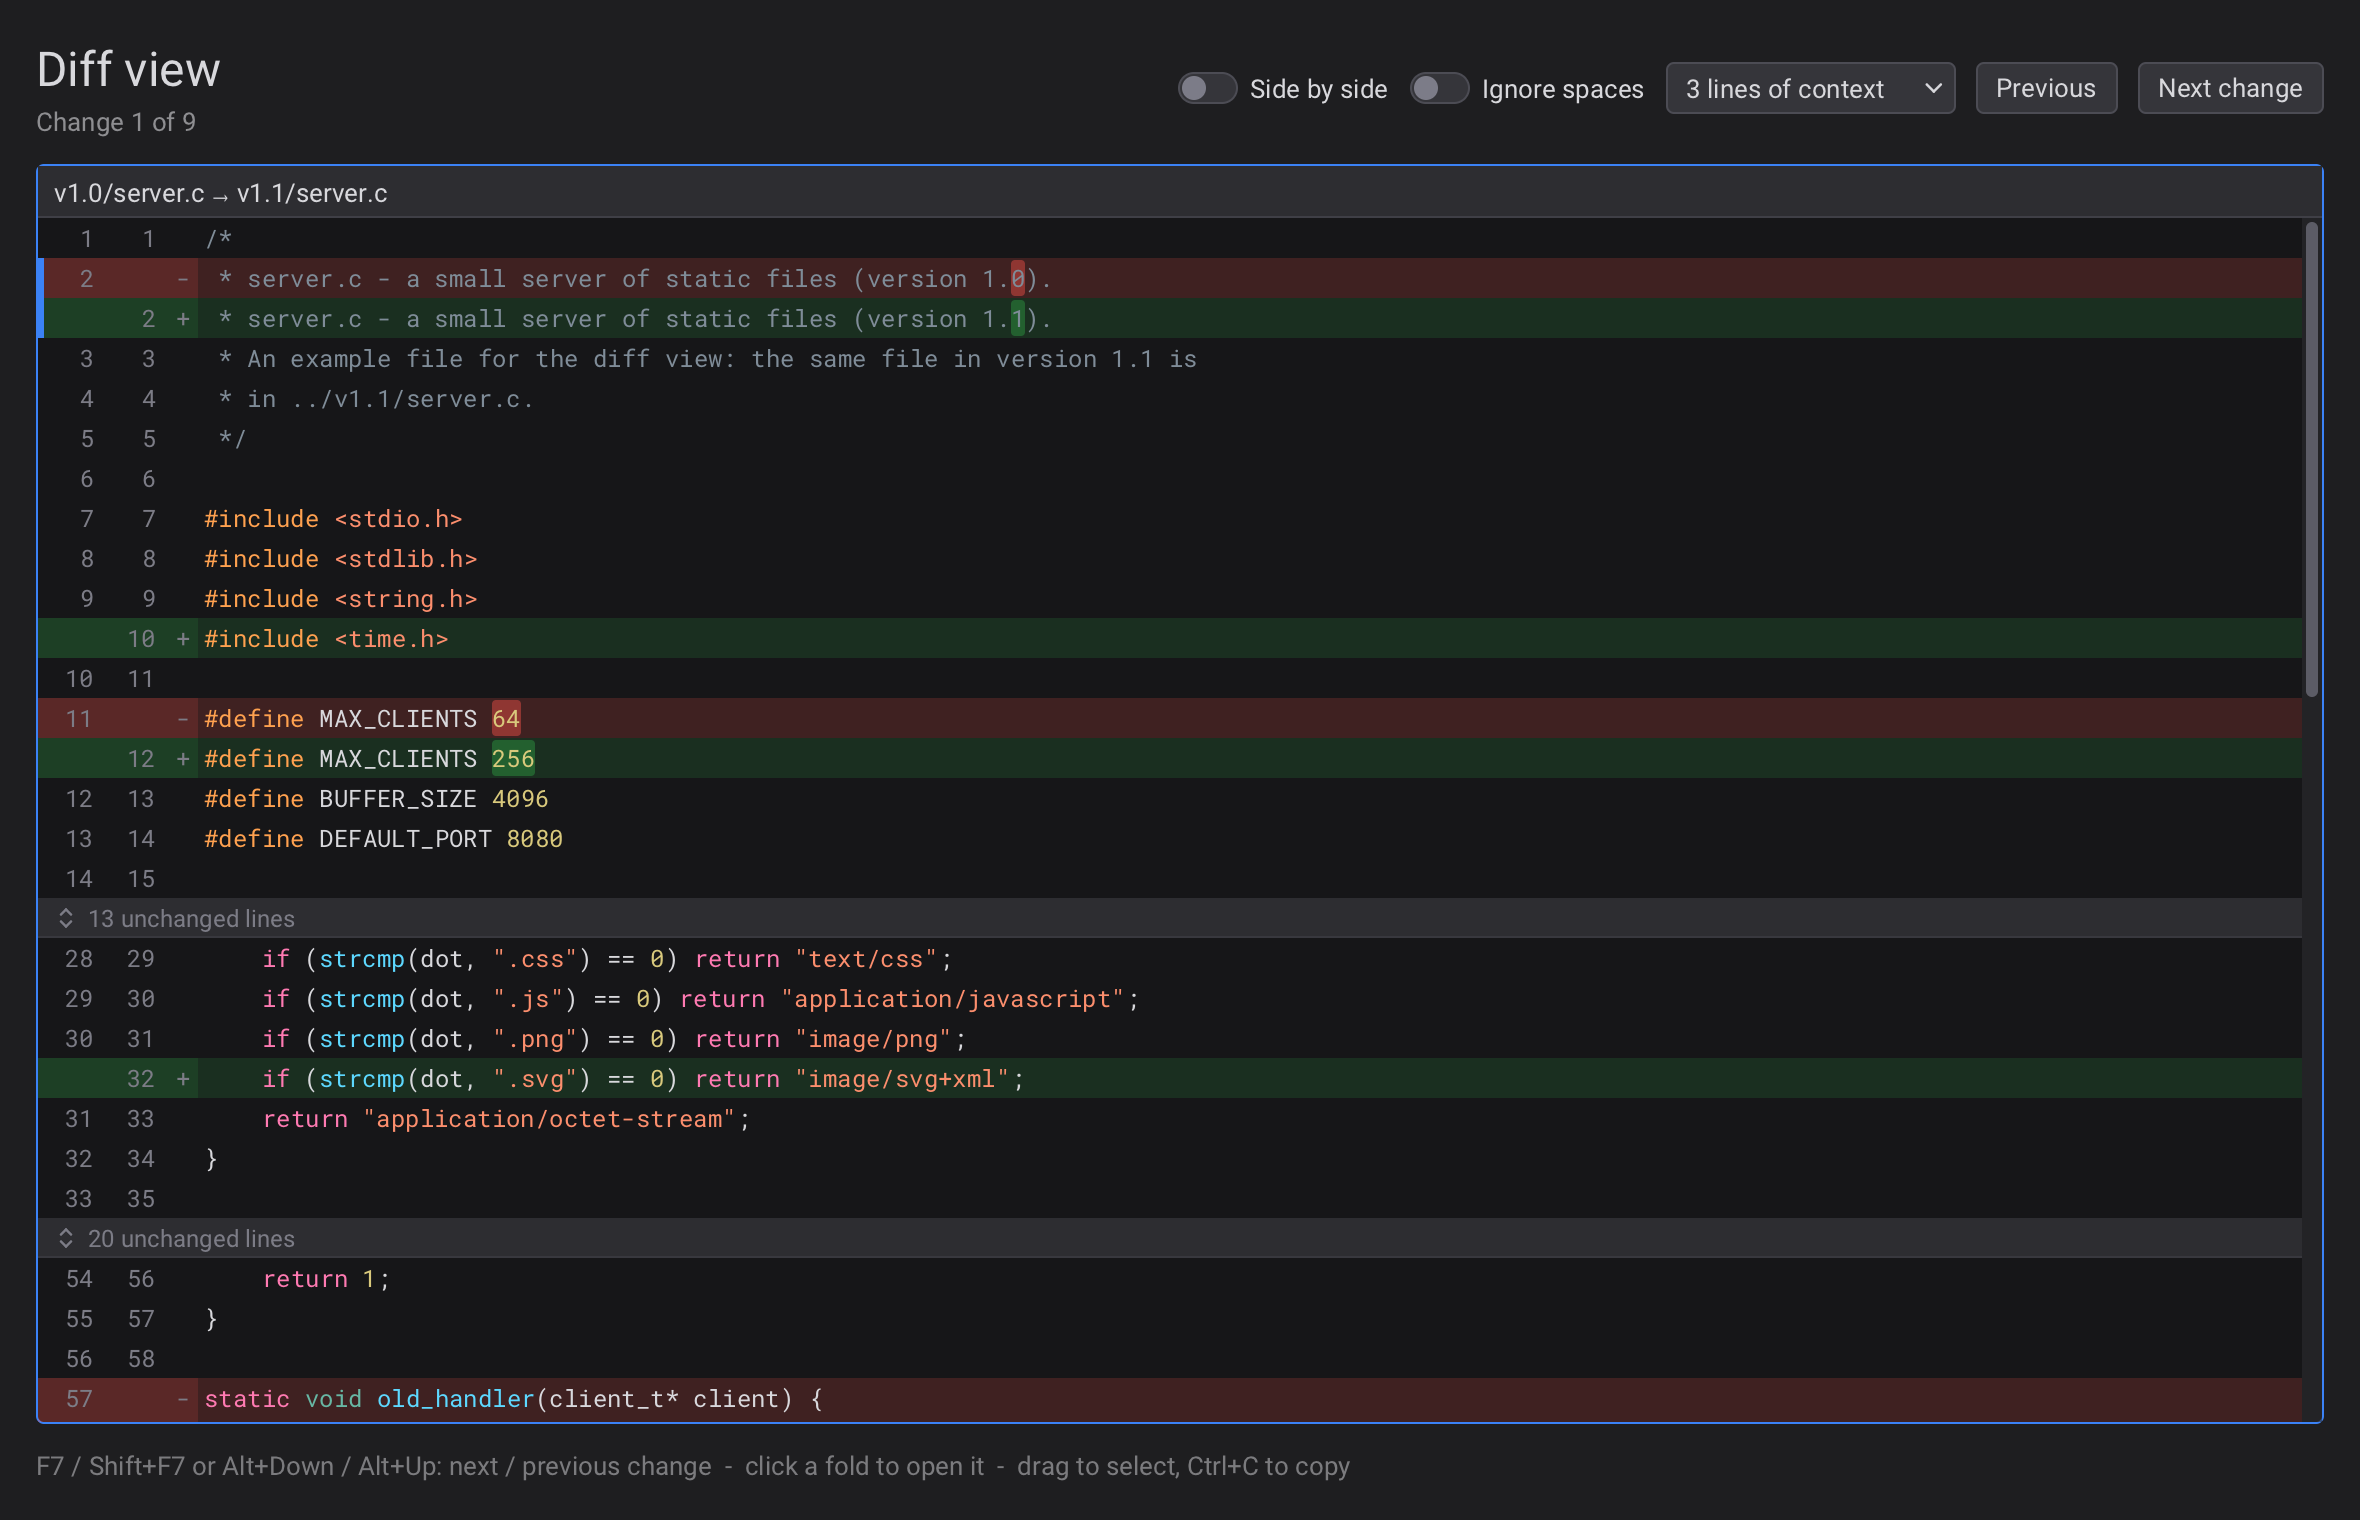 Diff view
Change 1 of 9
Side by side Ignore spaces 3 lines of context Previous Next change
v1.0/server.c → v1.1/server.c
1 1 /*
2 - * server.c - a small server of static files (version 1.0).
2 + * server.c - a small server of static files (version 1.1).
3 3 * An example file for the diff view: the same file in version 1.1 is
4 4 * in ../v1.1/server.c.
5 5 */
6 6
7 7 #include <stdio.h>
8 8 #include <stdlib.h>
9 9 #include <string.h>
10 + #include <time.h>
10 11
11 - #define MAX_CLIENTS 64
12 + #define MAX_CLIENTS 256
12 13 #define BUFFER_SIZE 4096
13 14 #define DEFAULT_PORT 8080
14 15
13 unchanged lines
28 29 if (strcmp(dot, ".css") == 0) return "text/css";
29 30 if (strcmp(dot, ".js") == 0) return "application/javascript";
30 31 if (strcmp(dot, ".png") == 0) return "image/png";
32 + if (strcmp(dot, ".svg") == 0) return "image/svg+xml";
31 33 return "application/octet-stream";
32 34 }
33 35
20 unchanged lines
54 56 return 1;
55 57 }
56 58
57 - static void old_handler(client_t* client) {
F7 / Shift+F7 or Alt+Down / Alt+Up: next / previous change - click a fold to open it - drag to select, Ctrl+C to copy